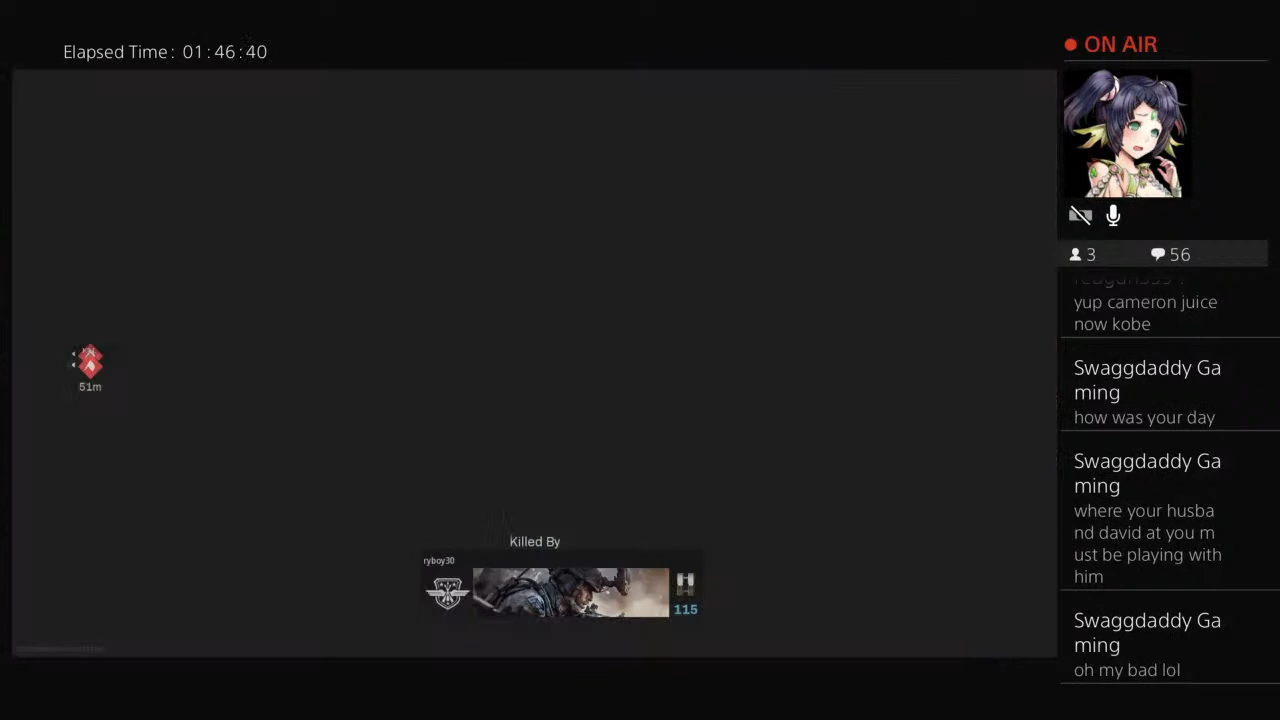 Elapsed Time: 01:46:40
ON AIR
3
56
yup cameron juice
now kobe
Swaggdaddy Ga
ming
how was your day
Swaggdaddy Ga
ming
where your husba
nd david at you m
ust be playing with
him
Swaggdaddy Ga
ming
oh my bad lol
51m
Killed By
ryboy30
115